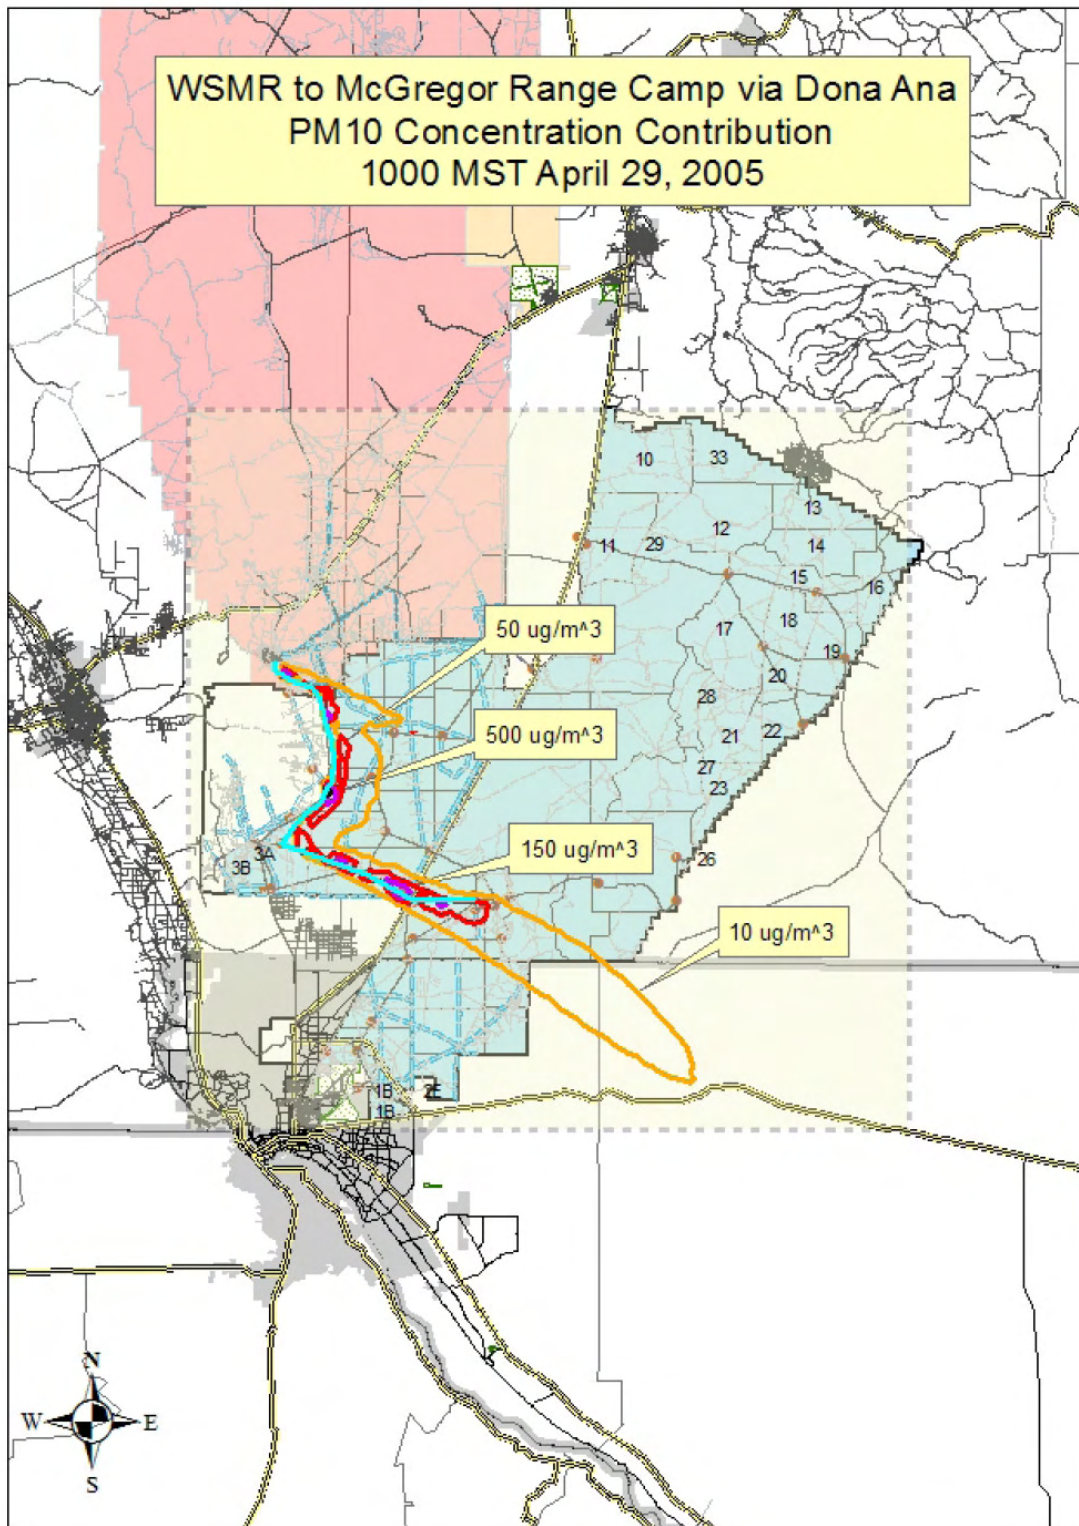 WSMR to McGregor Range Camp via Dona Ana
PM10 Concentration Contribution
1000 MST April 29, 2005
10
33
13
12
11
29
14
15
16
18
17
19
20
28
22
21
27
23
26
50 ug/m^3
500 ug/m^3
150 ug/m^3
10 ug/m^3
3A
3B
1B
2E
1B
N
W
E
S